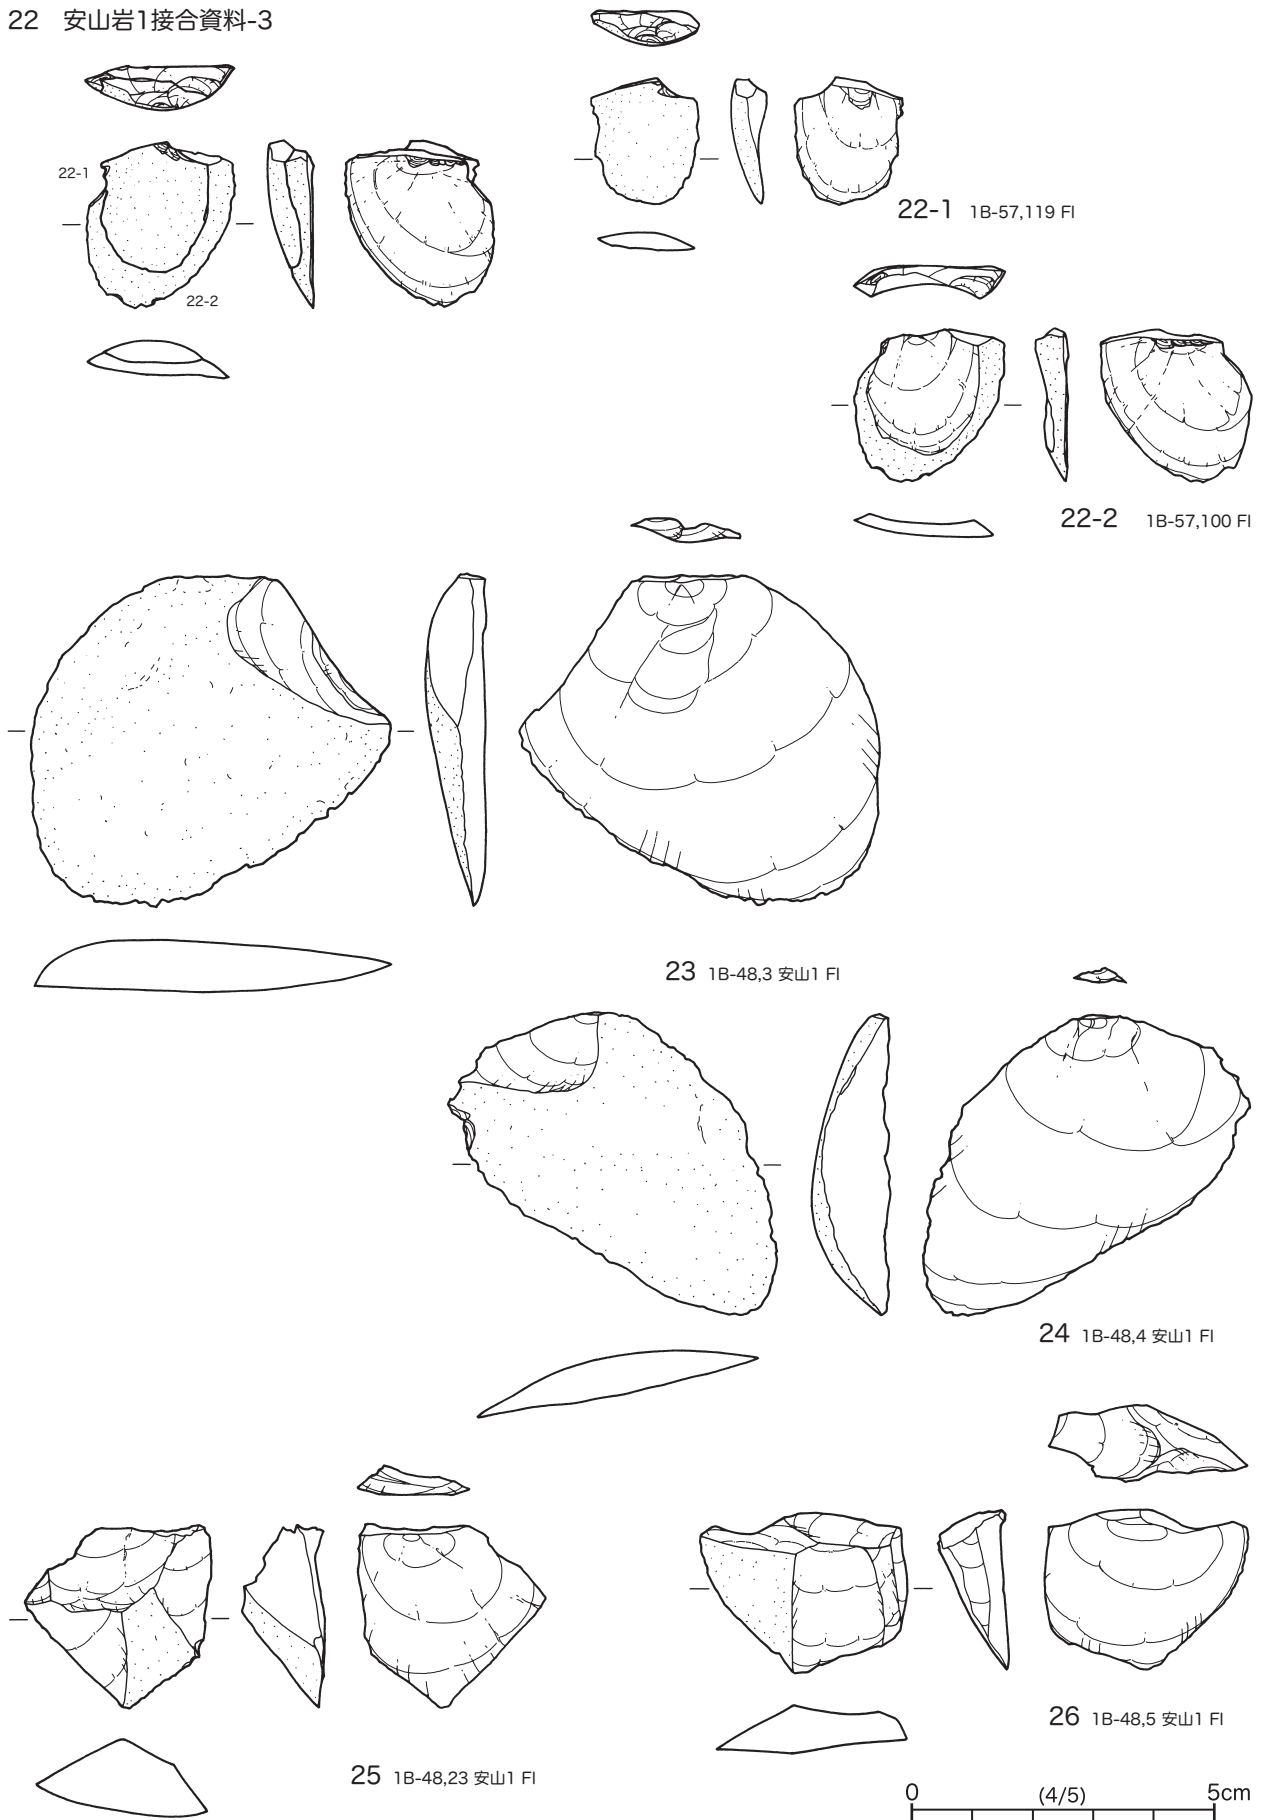 22 安山岩1接合資料-3
22-1
22-2
22-1 1B-57,119 Fl
22-2 1B-57,100 Fl
23 1B-48,3 安山1 Fl
24 1B-48,4 安山1 Fl
25 1B-48,23 安山1 Fl
26 1B-48,5 安山1 Fl
0 (4/5) 5cm